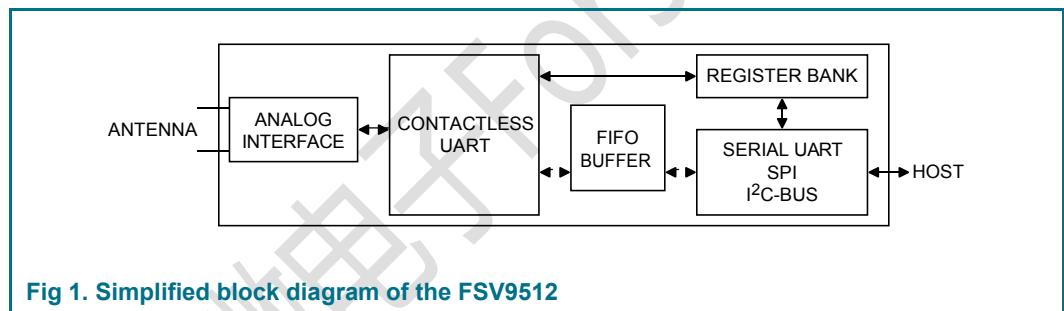 ANTENNA
ANALOG
INTERFACE
CONTACTLESS
UART
FIFO
BUFFER
REGISTER BANK
SERIAL UART
SPI
I²C-BUS
HOST
Fig 1. Simplified block diagram of the FSV9512